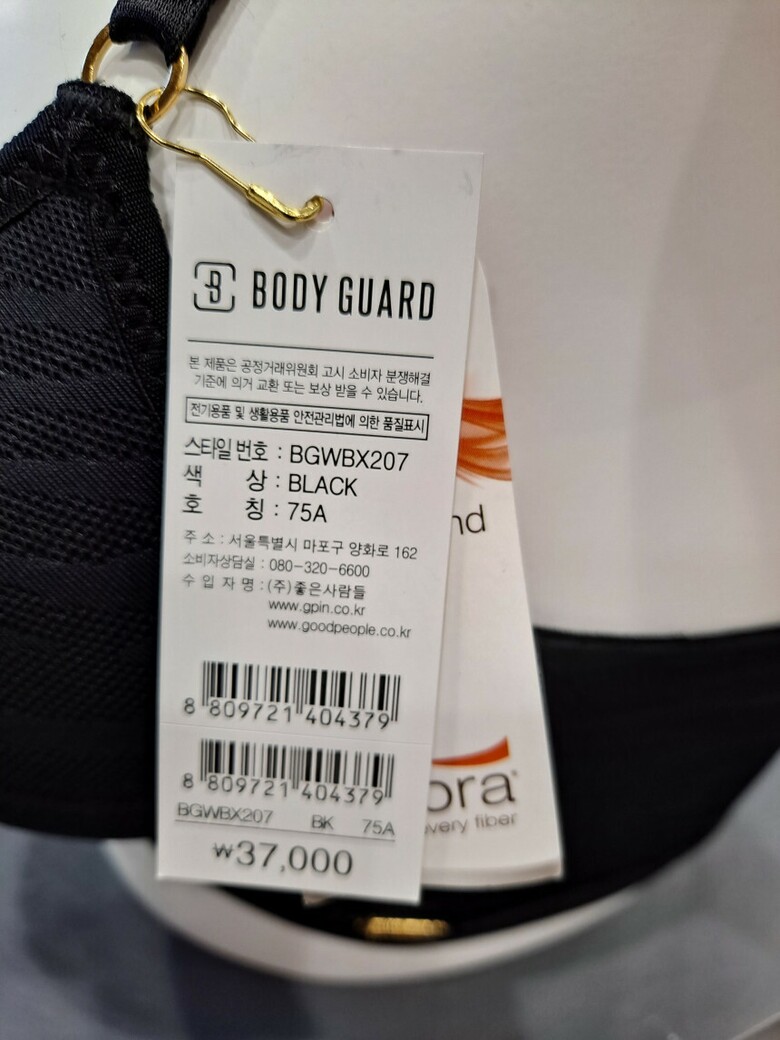 B BODY GUARD
본 제품은 공정거래위원회 고시 소비자 분쟁해결
기준에 의거 교환 또는 보상 받을 수 있습니다.
전기용품 및 생활용품 안전관리법에 의한 품질표시
스타일 번호 : BGWBX207
색 상 : BLACK
호 칭 : 75A
주 소 : 서울특별시 마포구 양화로 162
소비자상담실 : 080-320-6600
수 입 자 명 : (주)좋은사람들
www.gpin.co.kr
www.goodpeople.co.kr
8 809721 404379
8 809721 404379
BGWBX207 BK 75A
₩37,000
nd
ora
very fiber